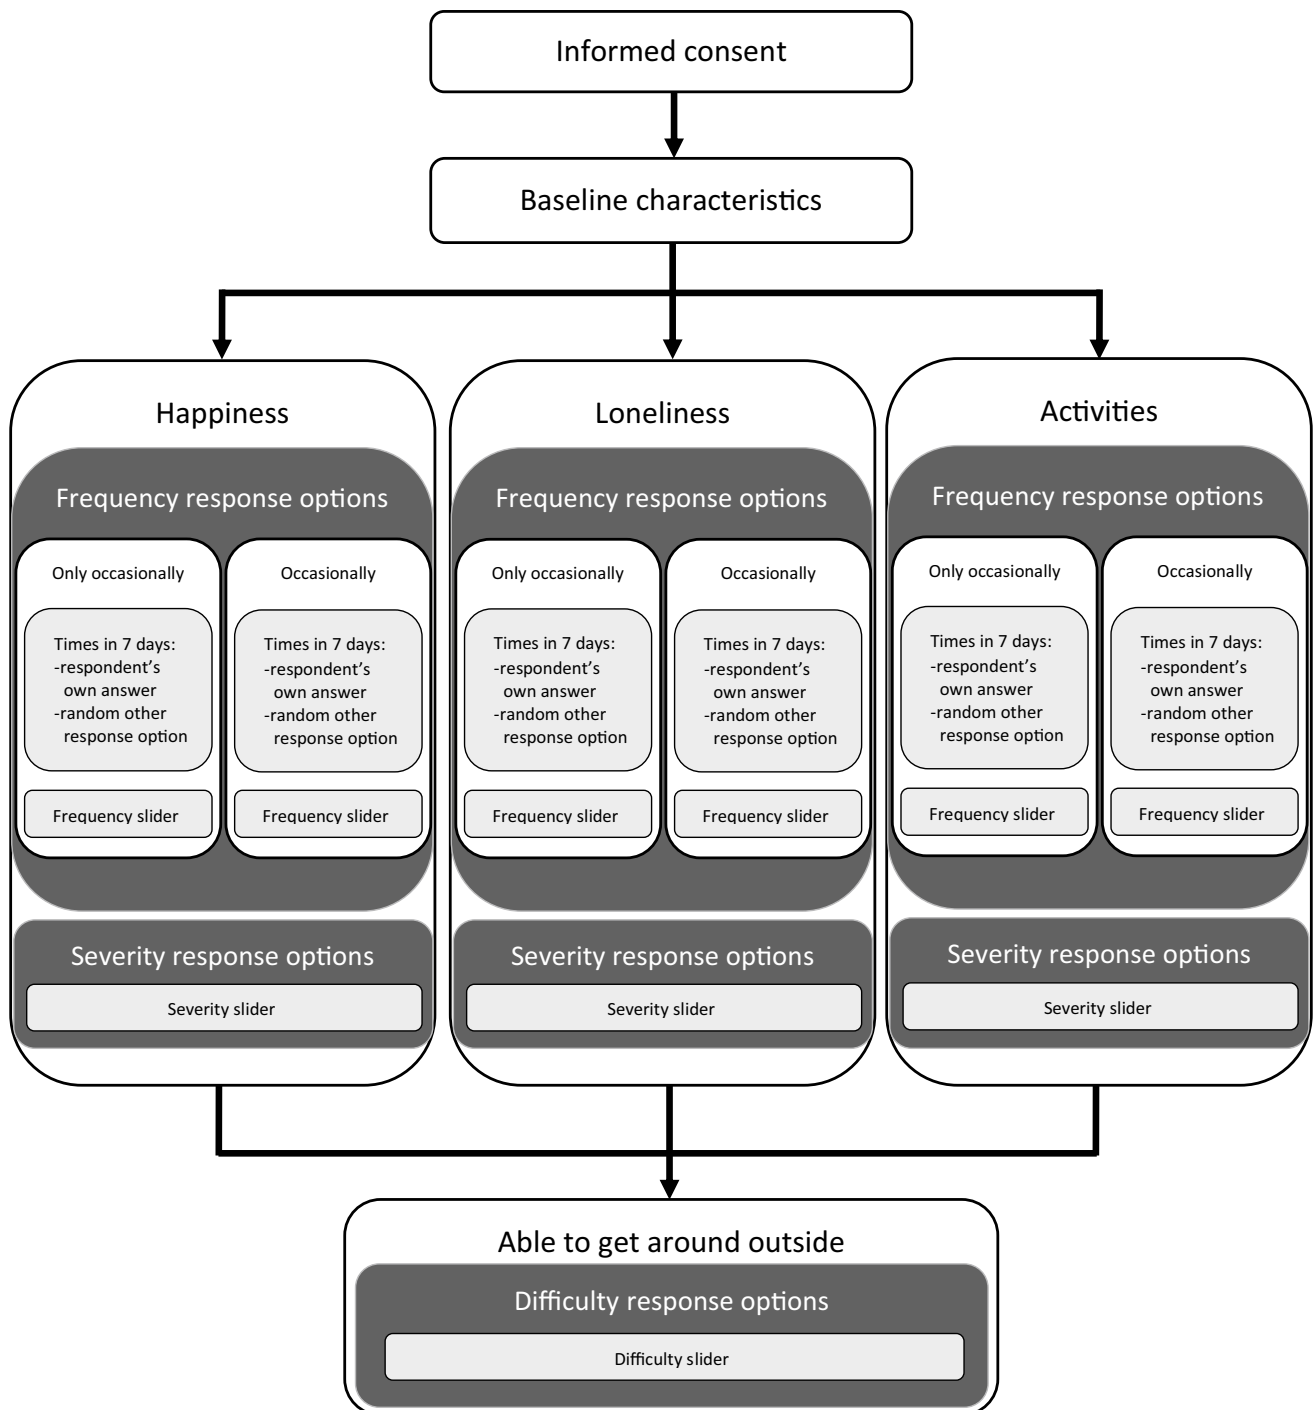 Informed consent
Baseline characteristics
Happiness
Frequency response options
Only occasionally
Times in 7 days:
-respondent's
own answer
-random other
response option
Frequency slider
Occasionally
Times in 7 days:
-respondent's
own answer
-random other
response option
Frequency slider
Severity response options
Severity slider
Loneliness
Frequency response options
Only occasionally
Times in 7 days:
-respondent's
own answer
-random other
response option
Frequency slider
Occasionally
Times in 7 days:
-respondent's
own answer
-random other
response option
Frequency slider
Severity response options
Severity slider
Activities
Frequency response options
Only occasionally
Times in 7 days:
-respondent's
own answer
-random other
response option
Frequency slider
Occasionally
Times in 7 days:
-respondent's
own answer
-random other
response option
Frequency slider
Severity response options
Severity slider
Able to get around outside
Difficulty response options
Difficulty slider